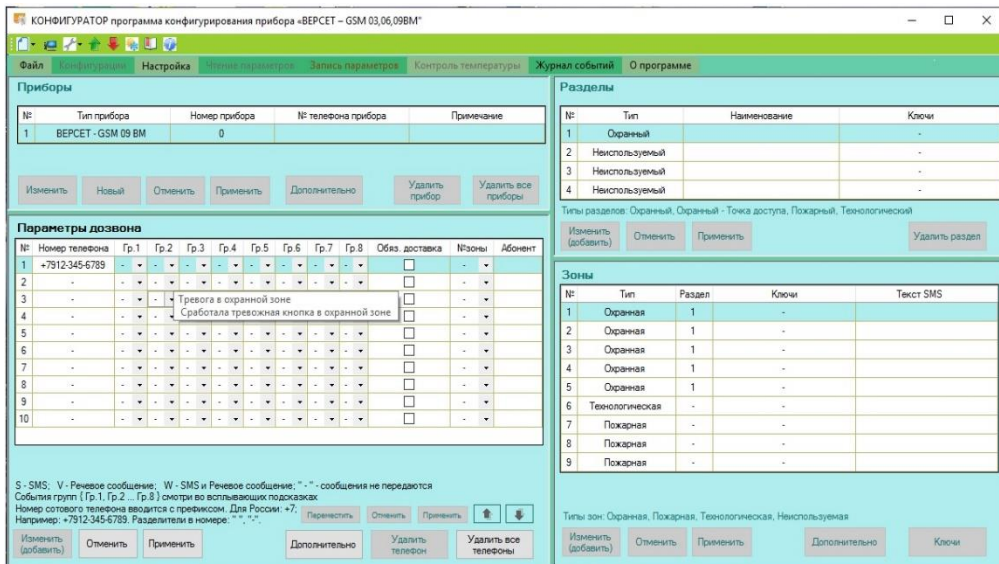 КОНФИГУРАТОР программа конфигурирования прибора «ВЕРСЕТ – GSM 03,06,09ВМ"
Файл Конфигурации Настройка Чтение параметров Запись параметров Контроль температуры Журнал событий О программе
Приборы
№ Тип прибора Номер прибора № телефона прибора Примечание
1 ВЕРСЕТ - GSM 09 ВМ 0
Изменить Новый Отменить Применить Дополнительно Удалить прибор Удалить все приборы
Параметры дозвона
№ Номер телефона Гр.1 Гр.2 Гр.3 Гр.4 Гр.5 Гр.6 Гр.7 Гр.8 Обяз. доставка №зоны Абонент
1 +7912-345-6789 - - - - - - - - -
2 - - - - - - - - - -
3 - - -
Тревога в охранной зоне
Сработала тревожная кнопка в охранной зоне
4 - - -
5 - - - - - - - - - -
6 - - - - - - - - - -
7 - - - - - - - - - -
8 - - - - - - - - - -
9 - - - - - - - - - -
10 - - - - - - - - - -
S - SMS; V - Речевое сообщение; W - SMS и Речевое сообщение; " - " - сообщения не передаются
События групп { Гр.1, Гр.2 ... Гр.8 } смотри во всплывающих подсказках
Номер сотового телефона вводится с префиксом. Для России: +7;
Например: +7912-345-6789. Разделители в номере: " ", "-".
Переместить Отменить Применить
Изменить (добавить) Отменить Применить Дополнительно Удалить телефон Удалить все телефоны
Разделы
№ Тип Наименование Ключи
1 Охранный -
2 Неиспользуемый -
3 Неиспользуемый -
4 Неиспользуемый -
Типы разделов: Охранный, Охранный - Точка доступа, Пожарный, Технологический
Изменить (добавить) Отменить Применить Удалить раздел
Зоны
№ Тип Раздел Ключи Текст SMS
1 Охранная 1 -
2 Охранная 1 -
3 Охранная 1 -
4 Охранная 1 -
5 Охранная 1 -
6 Технологическая - -
7 Пожарная - -
8 Пожарная - -
9 Пожарная - -
Типы зон: Охранная, Пожарная, Технологическая, Неиспользуемая
Изменить (добавить) Отменить Применить Дополнительно Ключи